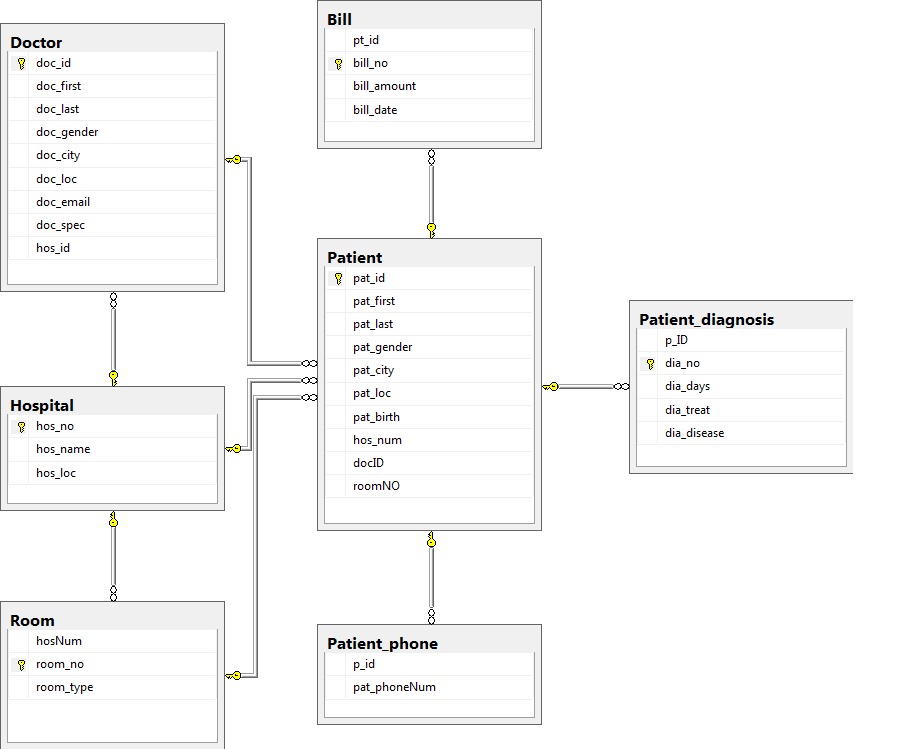 Doctor
doc_id
doc_first
doc_last
doc_gender
doc_city
doc_loc
doc_email
doc_spec
hos_id
Hospital
hos_no
hos_name
hos_loc
Room
hosNum
room_no
room_type
Bill
pt_id
bill_no
bill_amount
bill_date
Patient
pat_id
pat_first
pat_last
pat_gender
pat_city
pat_loc
pat_birth
hos_num
docID
roomNO
Patient_phone
p_id
pat_phoneNum
Patient_diagnosis
p_ID
dia_no
dia_days
dia_treat
dia_disease